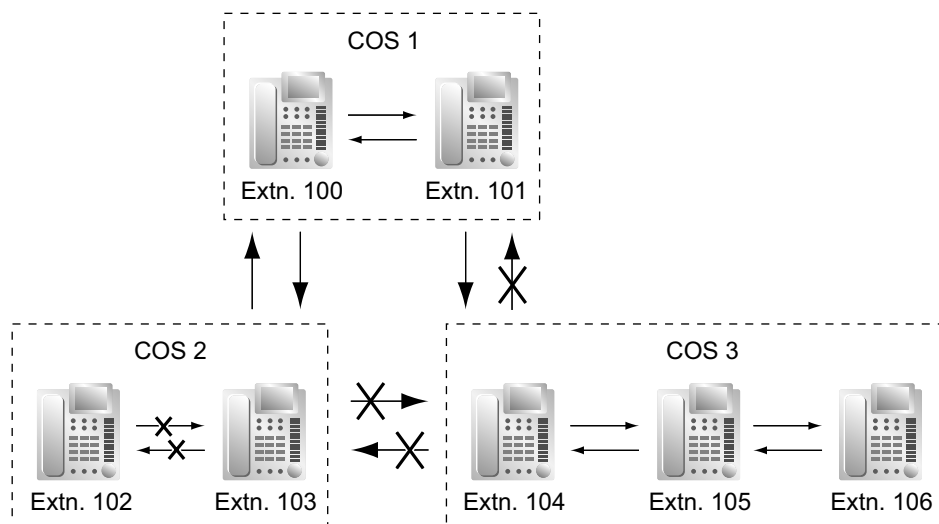 COS 1
Extn. 100
Extn. 101
COS 2
Extn. 102
Extn. 103
COS 3
Extn. 104
Extn. 105
Extn. 106